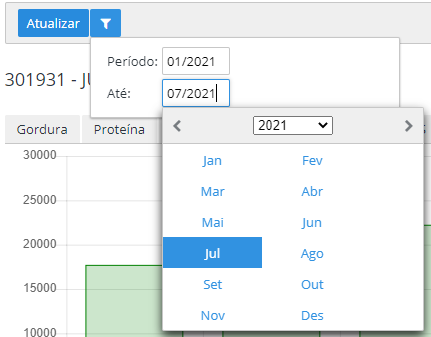 Atualizar
Período: 01/2021
301931 - JU
Até: 07/2021
Gordura Proteína
2021
Jan Fev
Mar Abr
Mai Jun
Jul Ago
Set Out
Nov Des
30000
25000
20000
15000
10000